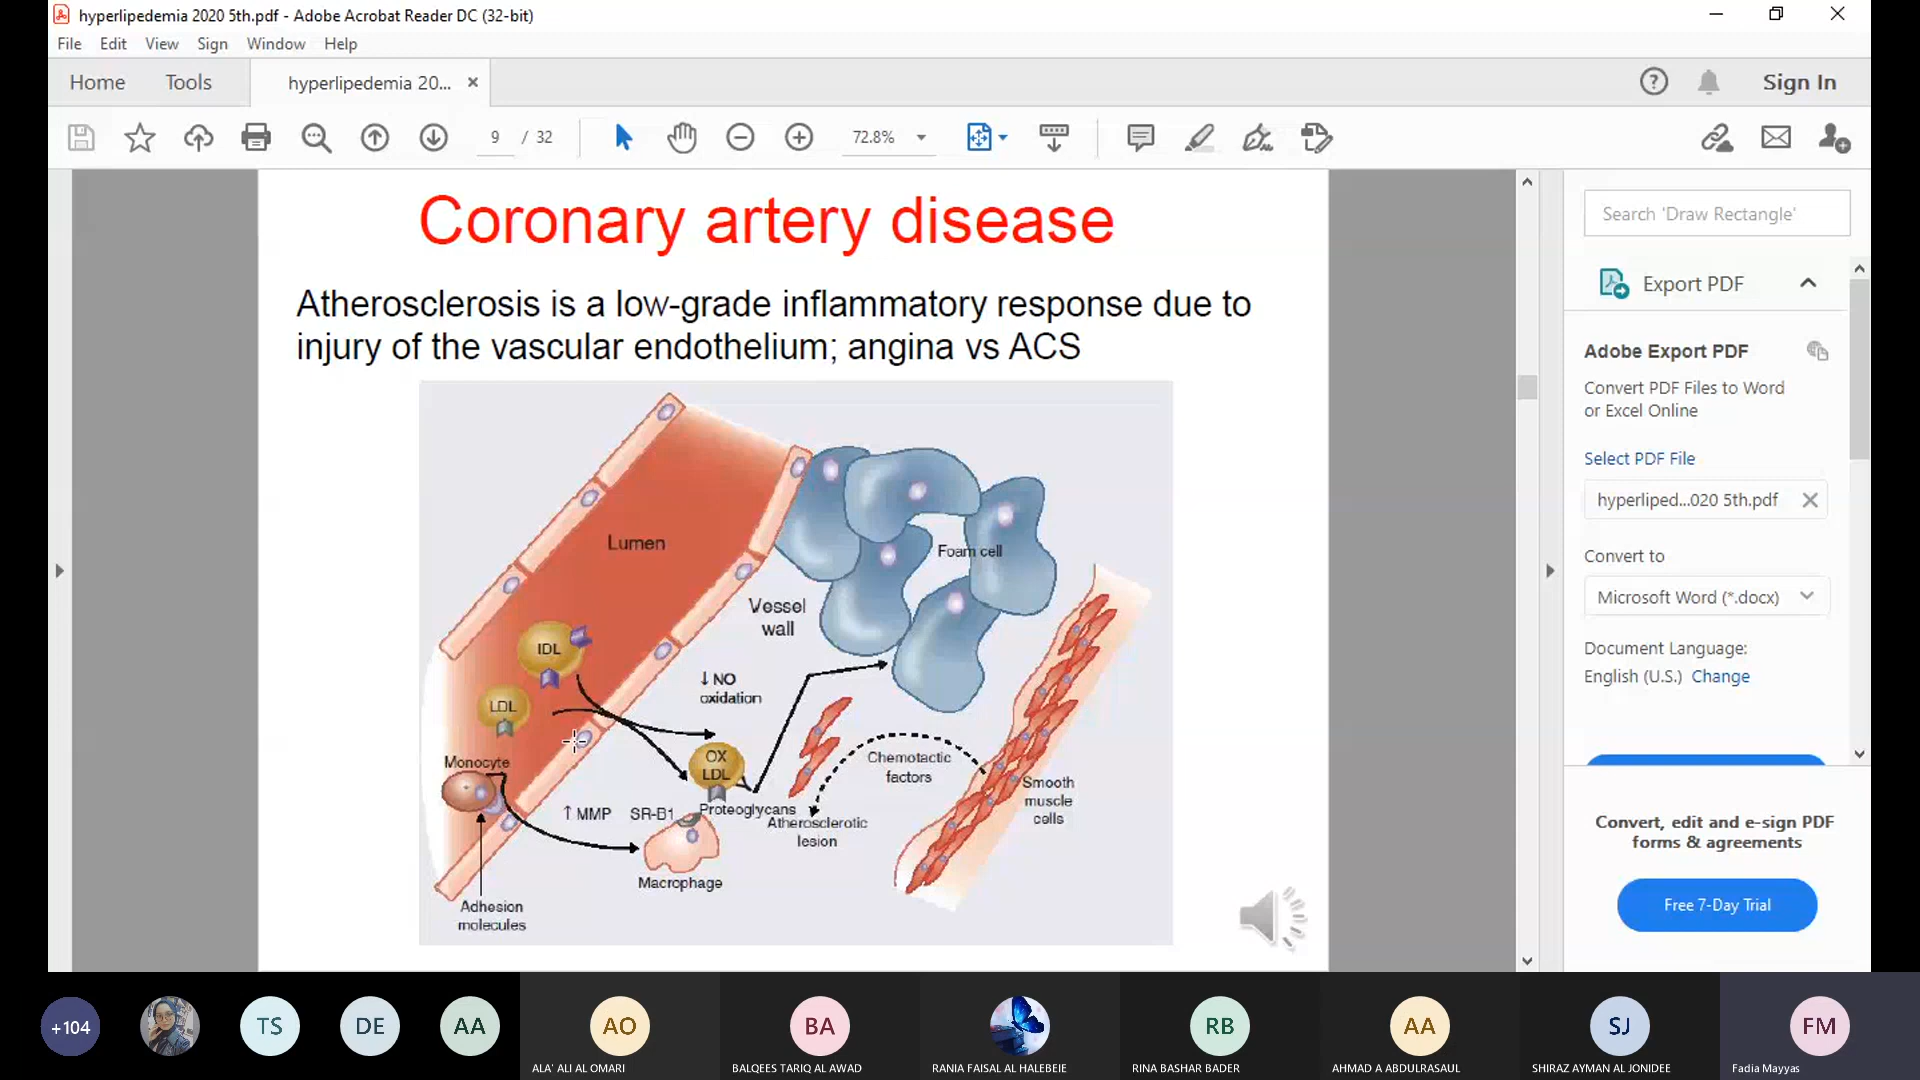 hyperlipedemia 2020 5th.pdf - Adobe Acrobat Reader DC (32-bit)
File Edit View Sign Window Help
Home Tools hyperlipedemia 20... Sign In
9 / 32 72.8%
Coronary artery disease
Atherosclerosis is a low-grade inflammatory response due to
injury of the vascular endothelium; angina vs ACS
Lumen
Foam cell
Vessel
wall
IDL
LDL
↓ NO
oxidation
OX
LDL
Monocyte
Chemotactic
factors
Smooth
muscle
cells
↑ MMP SR-B1 Proteoglycans
Atherosclerotic
lesion
Macrophage
Adhesion
molecules
Search 'Draw Rectangle'
Export PDF
Adobe Export PDF
Convert PDF Files to Word
or Excel Online
Select PDF File
hyperliped...020 5th.pdf
Convert to
Microsoft Word (*.docx)
Document Language:
English (U.S.) Change
Convert, edit and e-sign PDF
forms & agreements
Free 7-Day Trial
+104 TS DE AA AO BA RB AA SJ FM
ALA' ALI AL OMARI BALQEES TARIQ AL AWAD RANIA FAISAL AL HALEBEIE RINA BASHAR BADER AHMAD A ABDULRASAUL SHIRAZ AYMAN AL JONIDEE Fadia Mayyas